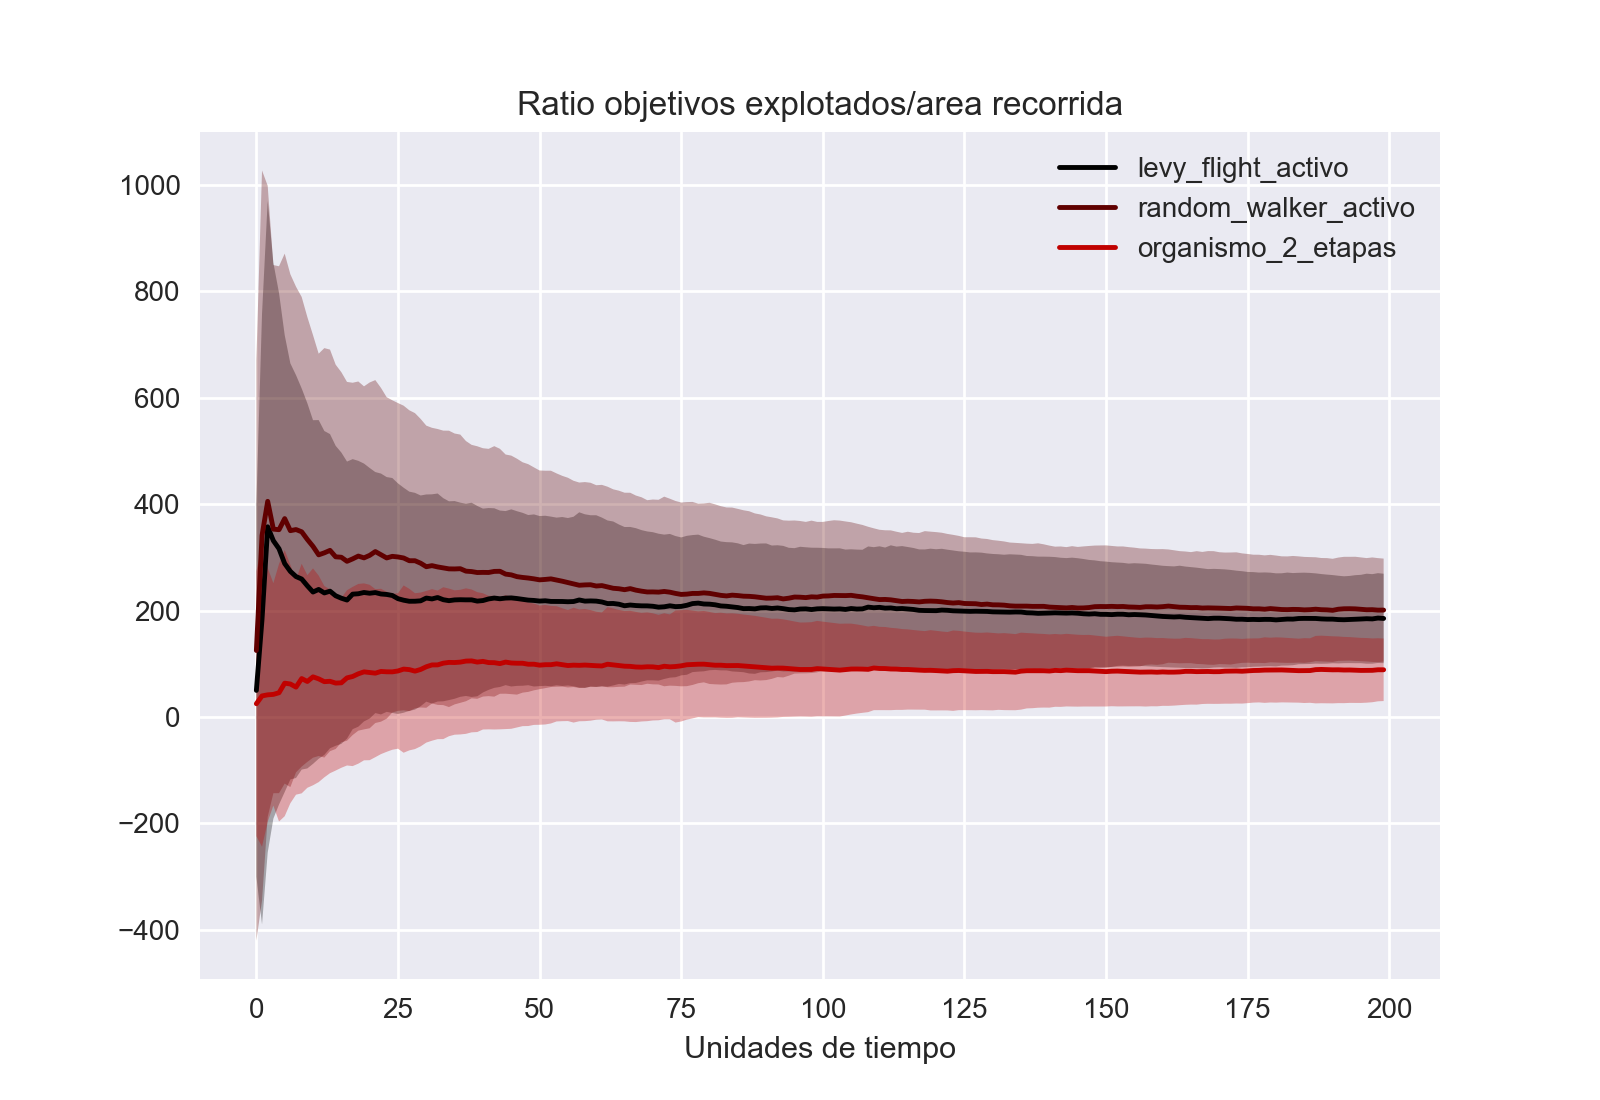 Ratio objetivos explotados/area recorrida
levy_flight_activo
random_walker_activo
organismo_2_etapas
1000
800
600
400
200
0
−200
−400
0 25 50 75 100 125 150 175 200
Unidades de tiempo